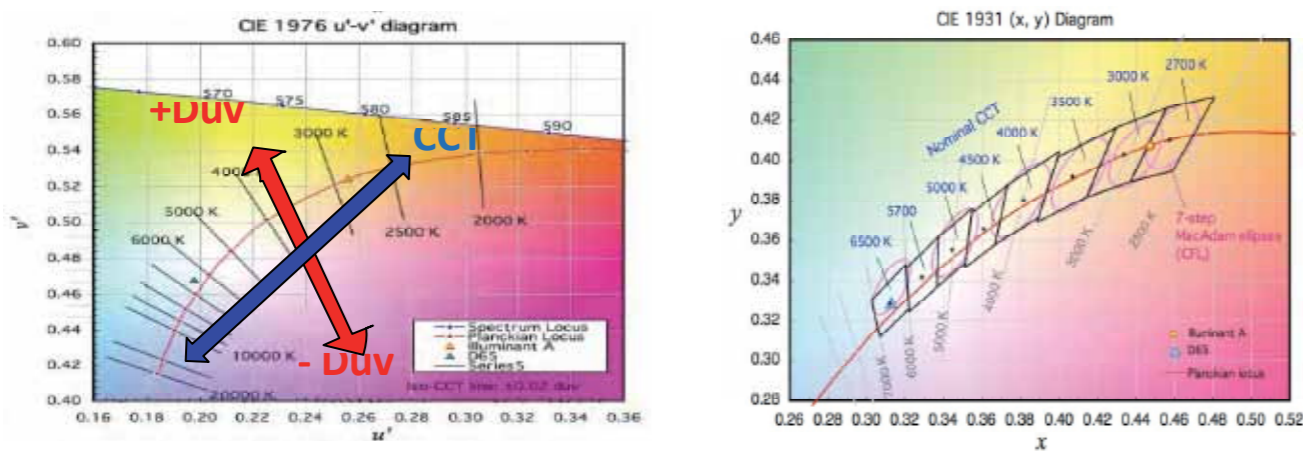 CIE 1976 u'-v' diagram
0.60
0.58
0.56
0.54
0.52
0.50
0.48
0.46
0.44
0.42
0.40
v'
570
575
580
585
590
+Duv
CCT
3000 K
5000 K
6000 K
2500 K
2000 K
10000 K
20000 K
- Duv
Spectrum Locus
Planckian Locus
Illuminant A
D65
Series5
Iso-CCT line: ±0.02 duv
0.16 0.18 0.20 0.22 0.24 0.26 0.28 0.30 0.32 0.34 0.36
u'
CIE 1931 (x, y) Diagram
0.46
0.44
0.42
0.40
0.38
0.36
0.34
0.32
0.30
0.28
y
Nominal CCT
2700 K
3000 K
3500 K
4000 K
4500 K
5000 K
5700
6500 K
7-step
MacAdam ellipses
(CFL)
5000 K
6000 K
Illuminant A
D65
Planckian locus
0.26 0.28 0.30 0.32 0.34 0.36 0.38 0.40 0.42 0.44 0.46 0.48 0.50 0.52
x